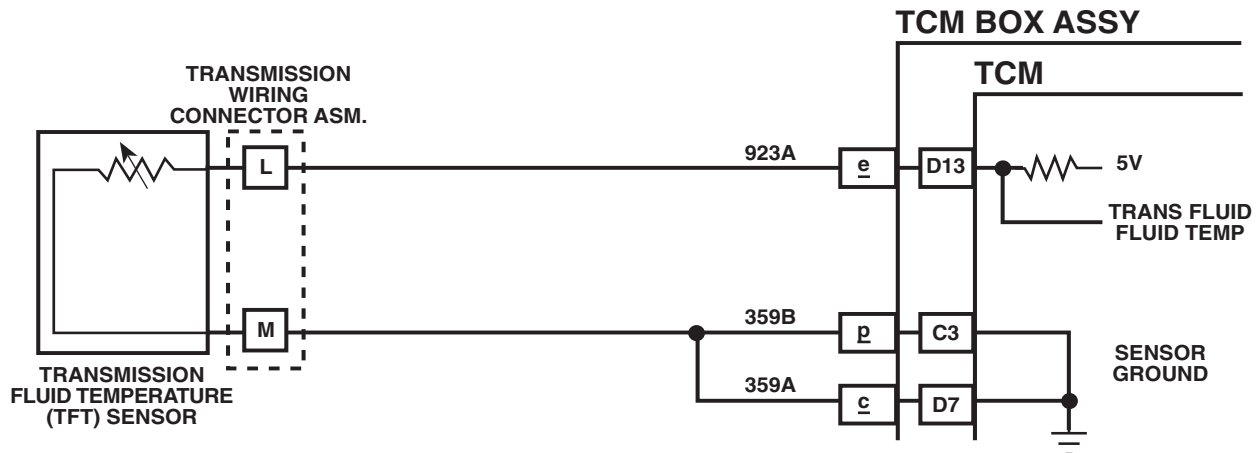 TCM BOX ASSY
TCM
TRANSMISSION
WIRING
CONNECTOR ASM.
L
923A
e
D13
5V
TRANS FLUID
FLUID TEMP
M
359B
p
C3
SENSOR
GROUND
359A
c
D7
TRANSMISSION
FLUID TEMPERATURE
(TFT) SENSOR